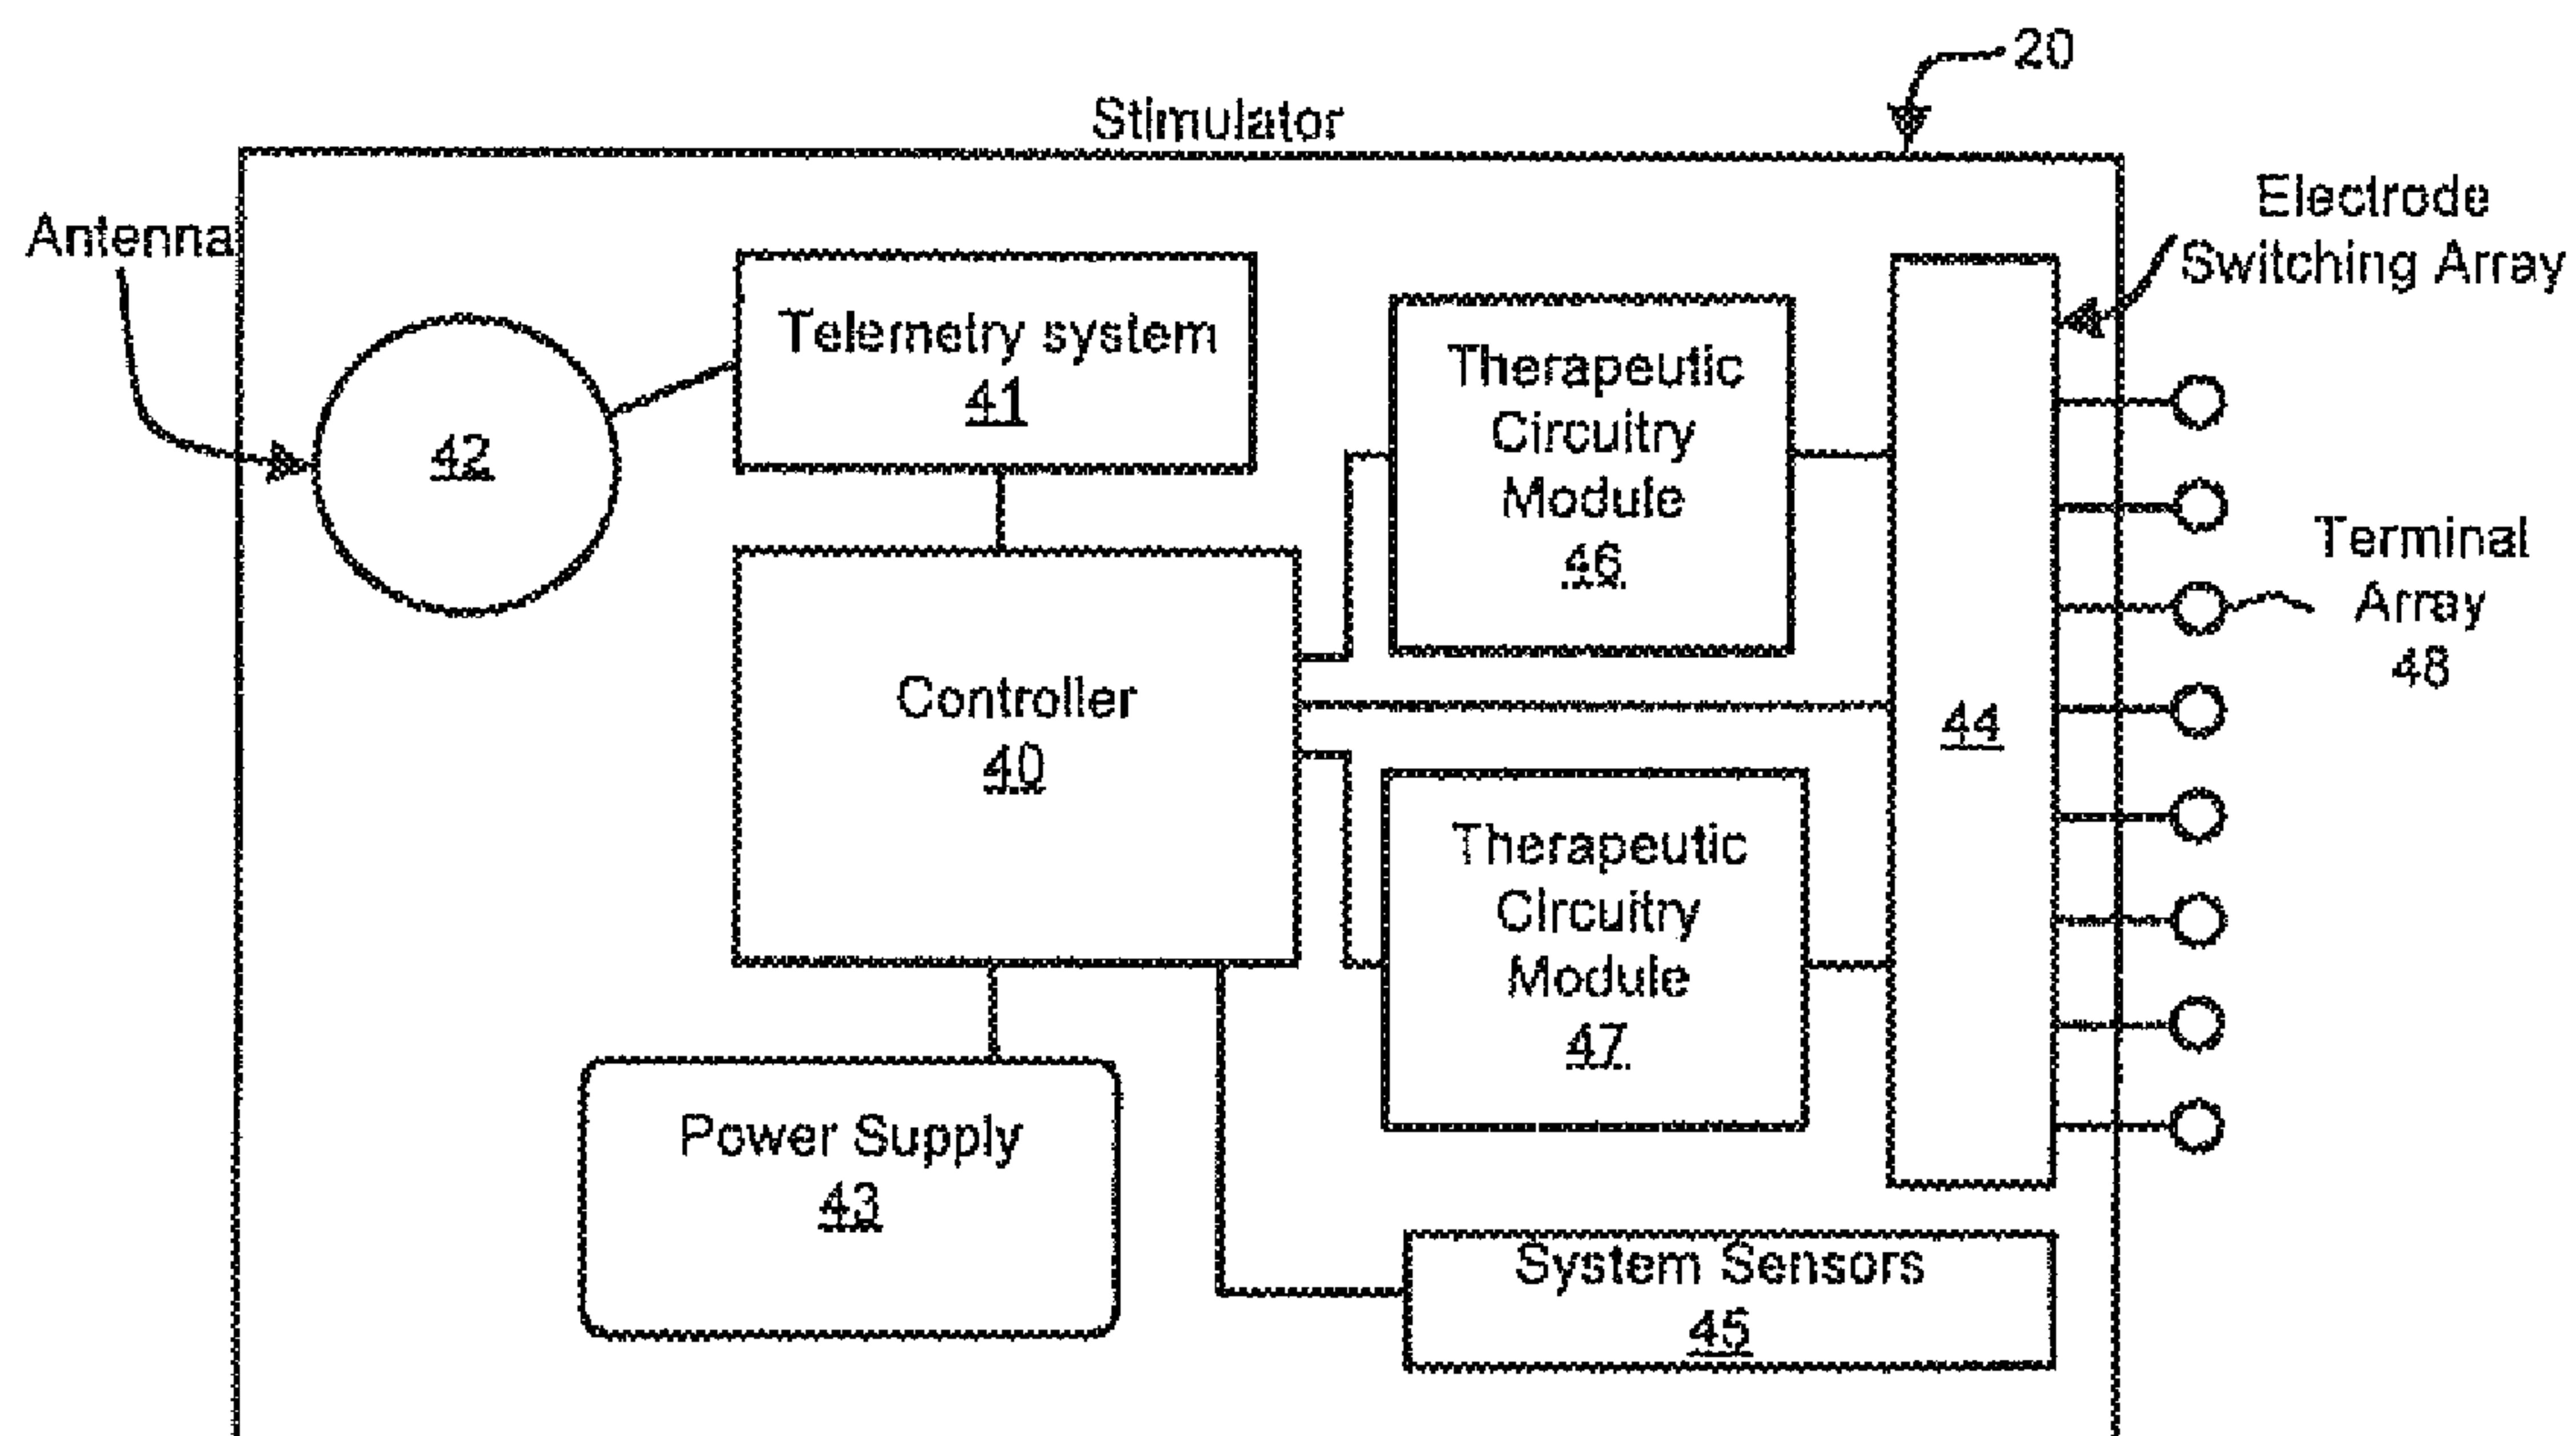 20
Stimulator
Electrode
Switching Array
Antenna
Telemetry system
41
42
Therapeutic
Circuitry
Module
46
Terminal
Array
48
Controller
40
44
Therapeutic
Circuitry
Module
47
Power Supply
43
System Sensors
45